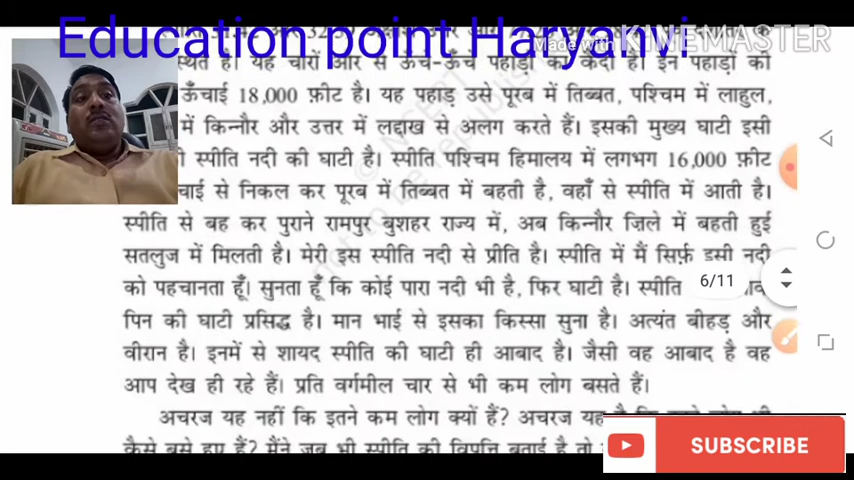 Education point Haryanvi
Made with KINEMASTER
स्थित है। यह चारों ओर से ऊँचे-ऊँचे पहाड़ों का कैदी है। इन पहाड़ों की
ऊँचाई 18,000 फ़ीट है। यह पहाड़ उसे पूरब में तिब्बत, पश्चिम में लाहुल,
में किन्नौर और उत्तर में लद्दाख से अलग करते हैं। इसकी मुख्य घाटी इसी
स्पीति नदी की घाटी है। स्पीति पश्चिम हिमालय में लगभग 16,000 फ़ीट
से निकल कर पूरब में तिब्बत में बहती है, वहाँ से स्पीति में आती है।
स्पीति से बह कर पुराने रामपुर बुशहर राज्य में, अब किन्नौर ज़िले में बहती हुई
सतलुज में मिलती है। मेरी इस स्पीति नदी से प्रीति है। स्पीति में मैं सिर्फ़ इसी नदी
को पहचानता हूँ। सुनता हूँ कि कोई पारा नदी भी है, फिर घाटी है। स्पीति
6/11
पिन की घाटी प्रसिद्ध है। मान भाई से इसका किस्सा सुना है। अत्यंत बीहड़ और
वीरान है। इनमें से शायद स्पीति की घाटी ही आबाद है। जैसी वह आबाद है वह
आप देख ही रहे हैं। प्रति वर्गमील चार से भी कम लोग बसते हैं।
अचरज यह नहीं कि इतने कम लोग क्यों हैं? अचरज यह
कैसे बसे हुए हैं? मैंने जब भी स्पीति की विपत्ति बताई है तो
SUBSCRIBE